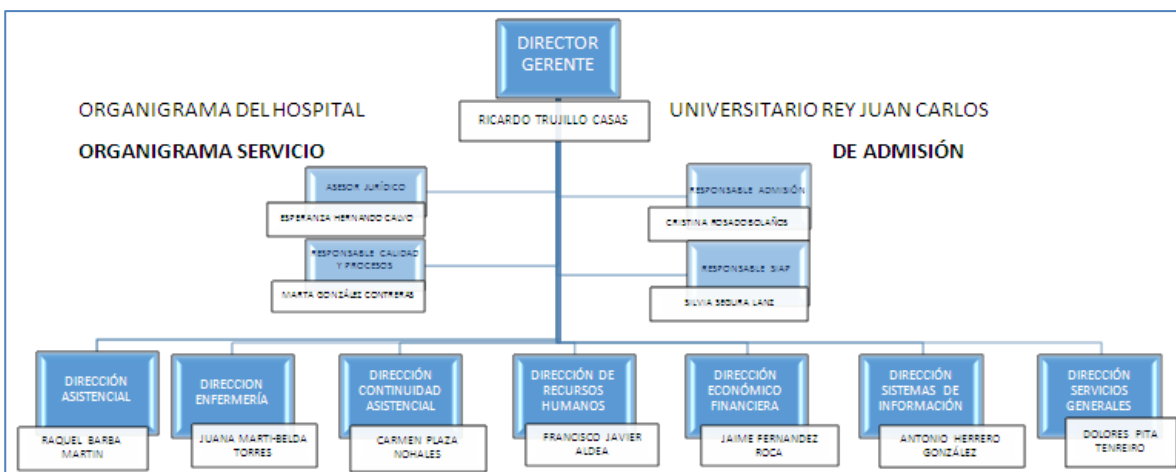 DIRECTOR
GERENTE
RICARDO TRUJILLO CASAS
ORGANIGRAMA DEL HOSPITAL
UNIVERSITARIO REY JUAN CARLOS
ORGANIGRAMA SERVICIO
DE ADMISIÓN
ASESOR JURÍDICO
ESPERANZA HERNANDO CALVO
RESPONSABLE ADMISIÓN
CRISTINA ROSADO BOLAÑOS
RESPONSABLE CALIDAD
Y PROCESOS
MARTA GONZÁLEZ CONTRERAS
RESPONSABLE SIAP
SILVIA SEGURA LANZ
DIRECCIÓN
ASISTENCIAL
RAQUEL BARBA
MARTIN
DIRECCION
ENFERMERÍA
JUANA MARTI-BELDA
TORRES
DIRECCIÓN
CONTINUIDAD
ASISTENCIAL
CARMEN PLAZA
NOHALES
DIRECCIÓN DE
RECURSOS
HUMANOS
FRANCISCO JAVIER
ALDEA
DIRECCIÓN
ECONÓMICO
FINANCIERA
JAIME FERNANDEZ
ROCA
DIRECCIÓN
SISTEMAS DE
INFORMACIÓN
ANTONIO HERRERO
GONZÁLEZ
DIRECCIÓN
SERVICIOS
GENERALES
DOLORES PITA
TENREIRO